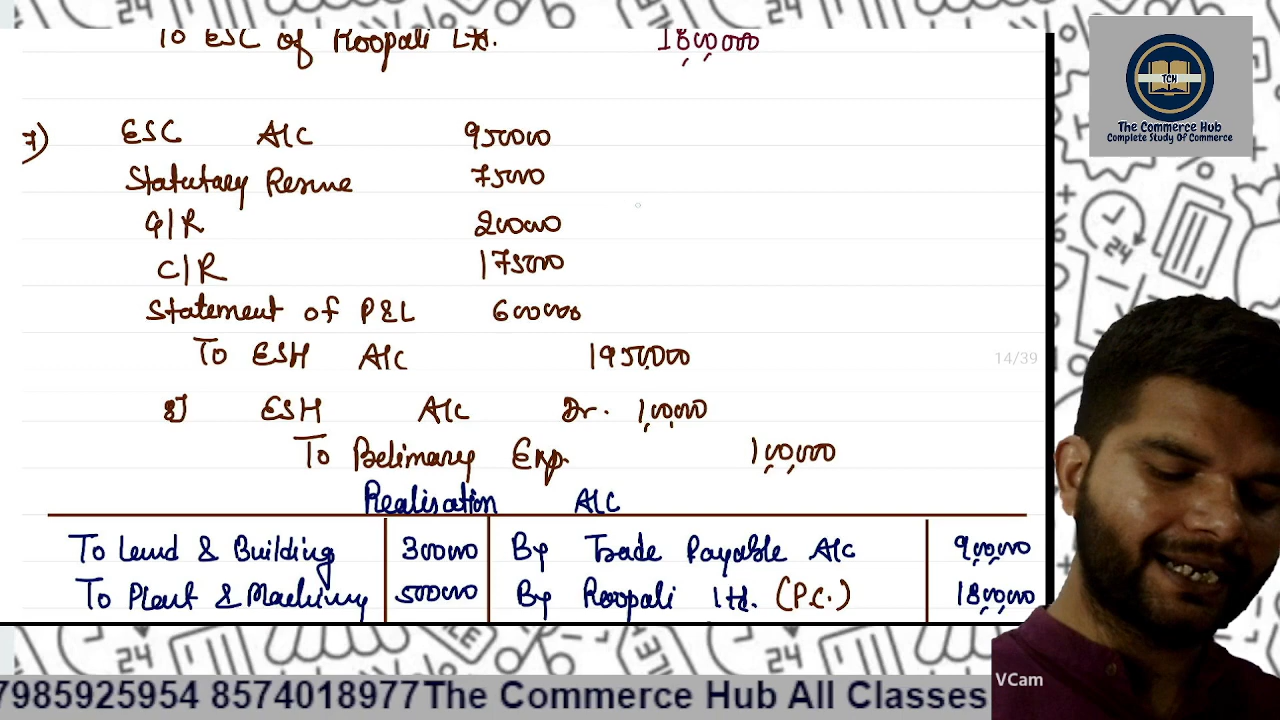 To ESC of Roopali Ltd. 1800000
7) ESC A/C 950000
Statutary Reserve 75000
G/R 200000
C/R 175000
Statement of P&L 600000
To ESH A/C 1950000
14/39
8) ESH A/C Dr. 100000
To Pelimary Exp. 100000
Realisation A/C
To Land & Building 300000 By Trade Payable A/C 900000
To Plant & Machinery 500000 By Roopali Ltd. (P.C.) 1800000
TCH
The Commerce Hub
Complete Study Of Commerce
VCam
7985925954 8574018977 The Commerce Hub All Classes